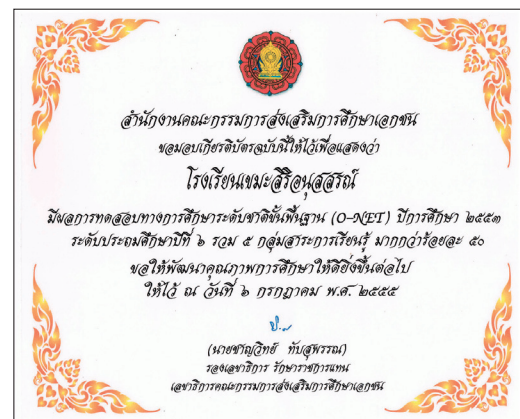 สำนักงานคณะกรรมการส่งเสริมการศึกษาเอกชน
ขอมอบเกียรติบัตรฉบับนี้ให้ไว้เพื่อแสดงว่า
โรงเรียนเขมะสิริอนุสสรณ์
มีผลการทดสอบทางการศึกษาระดับชาติขั้นพื้นฐาน (O-NET) ปีการศึกษา ๒๕๕๓
ระดับประถมศึกษาปีที่ ๖ รวม ๕ กลุ่มสาระการเรียนรู้ มากกว่าร้อยละ ๕๐
ขอให้พัฒนาคุณภาพการศึกษาให้ดียิ่งขึ้นต่อไป
ให้ไว้ ณ วันที่ ๖ กรกฎาคม พ.ศ. ๒๕๕๕
(นายชาญวิทย์ ทับสุพรรณ)
รองเลขาธิการ รักษาราชการแทน
เลขาธิการคณะกรรมการส่งเสริมการศึกษาเอกชน